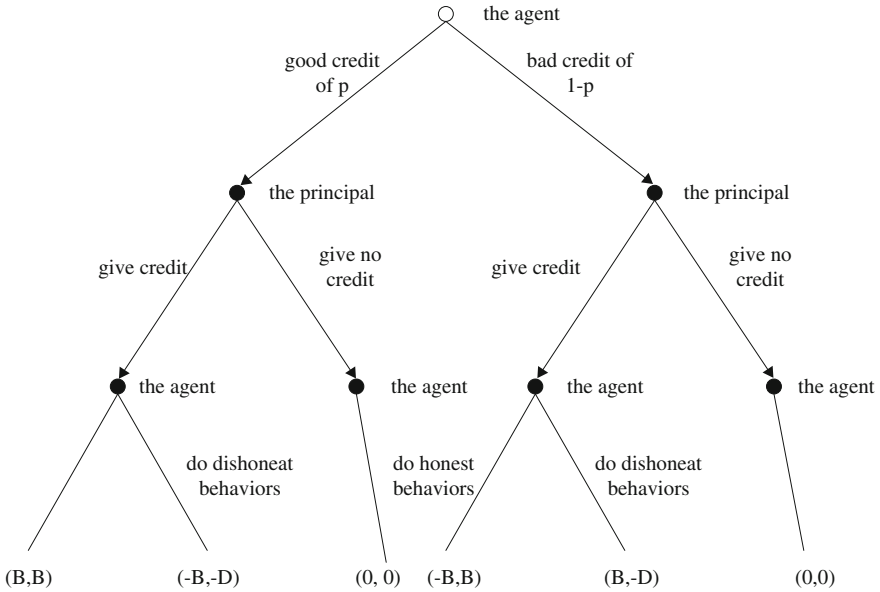 the agent
good credit
of p
bad credit of
1-p
the principal
the principal
give credit
give no
credit
give credit
give no
credit
the agent
the agent
the agent
the agent
do dishoneat
behaviors
do honest
behaviors
do dishoneat
behaviors
(B,B)
(-B,-D)
(0, 0)
(-B,B)
(B,-D)
(0,0)